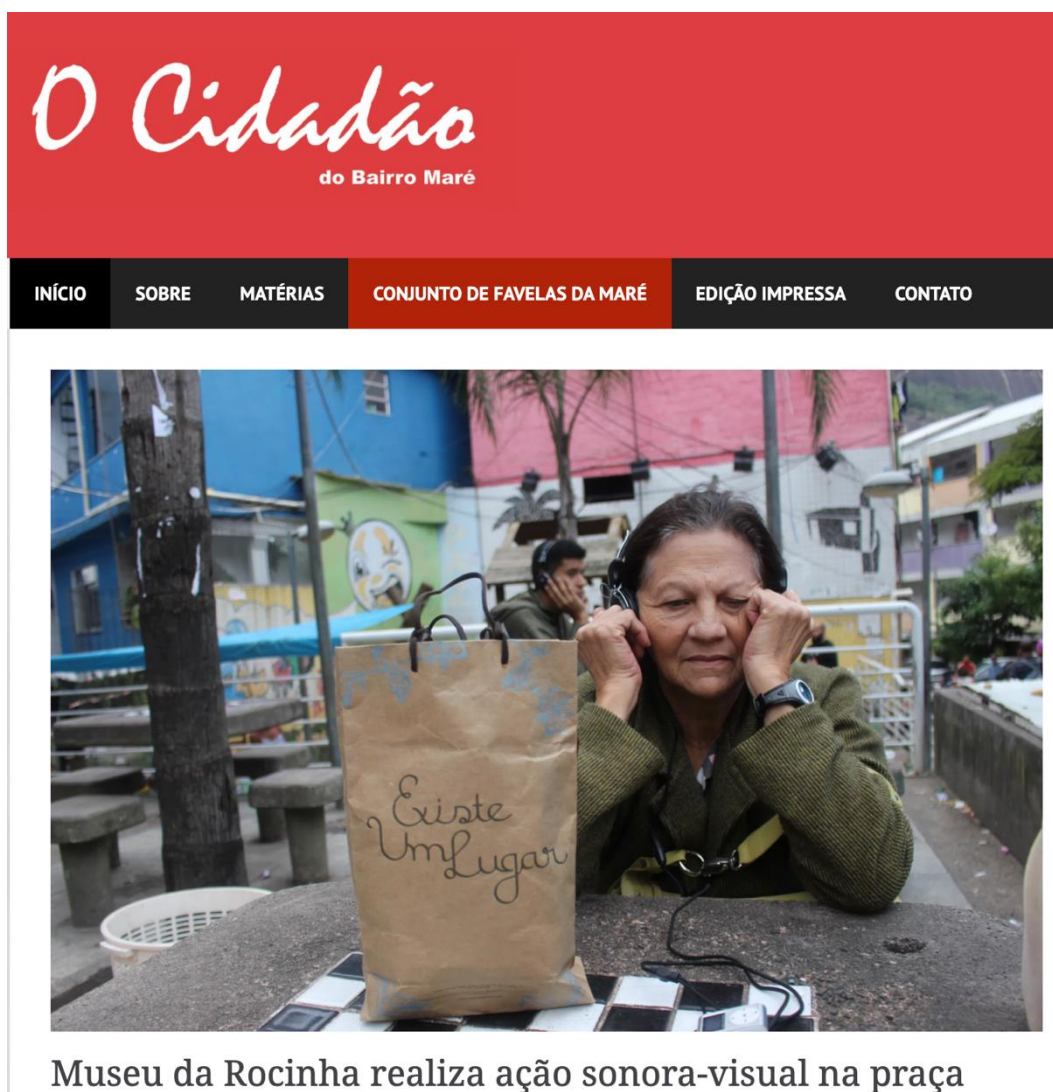 O Cidadão
do Bairro Maré
INÍCIO SOBRE MATÉRIAS CONJUNTO DE FAVELAS DA MARÉ EDIÇÃO IMPRESSA CONTATO
Existe
Um Lugar
Museu da Rocinha realiza ação sonora-visual na praça